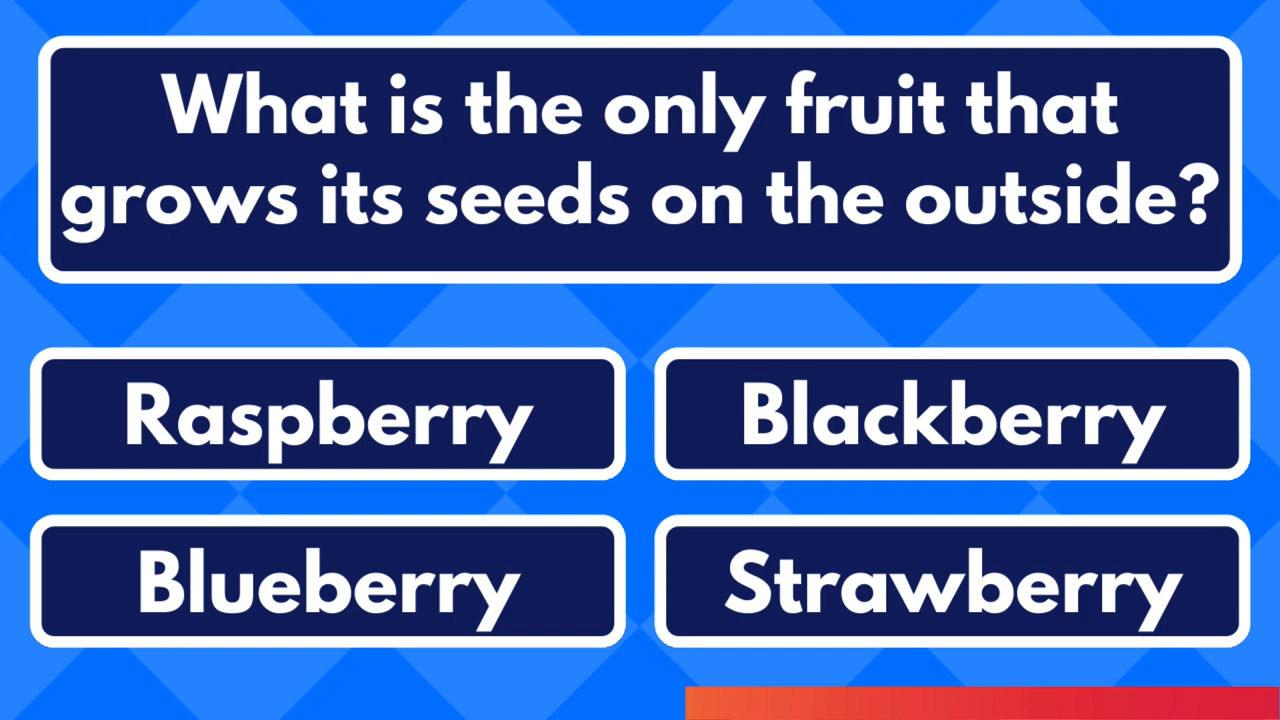 What is the only fruit that
grows its seeds on the outside?
Raspberry
Blackberry
Blueberry
Strawberry